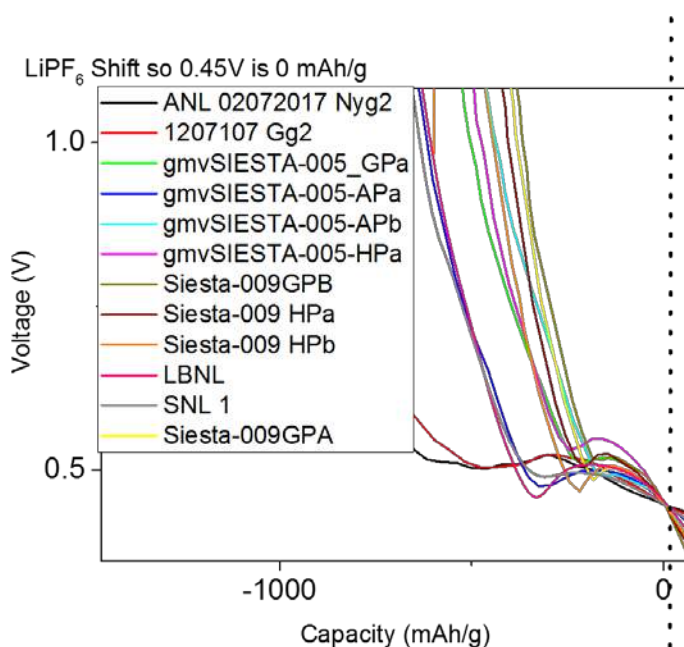 LiPF6 Shift so 0.45V is 0 mAh/g
ANL 02072017 Nyg2
1207107 Gg2
gmvSIESTA-005_GPa
gmvSIESTA-005-APa
gmvSIESTA-005-APb
gmvSIESTA-005-HPa
Siesta-009GPB
Siesta-009 HPa
Siesta-009 HPb
LBNL
SNL 1
Siesta-009GPA
1.0
0.5
Voltage (V)
-1000
0
Capacity (mAh/g)